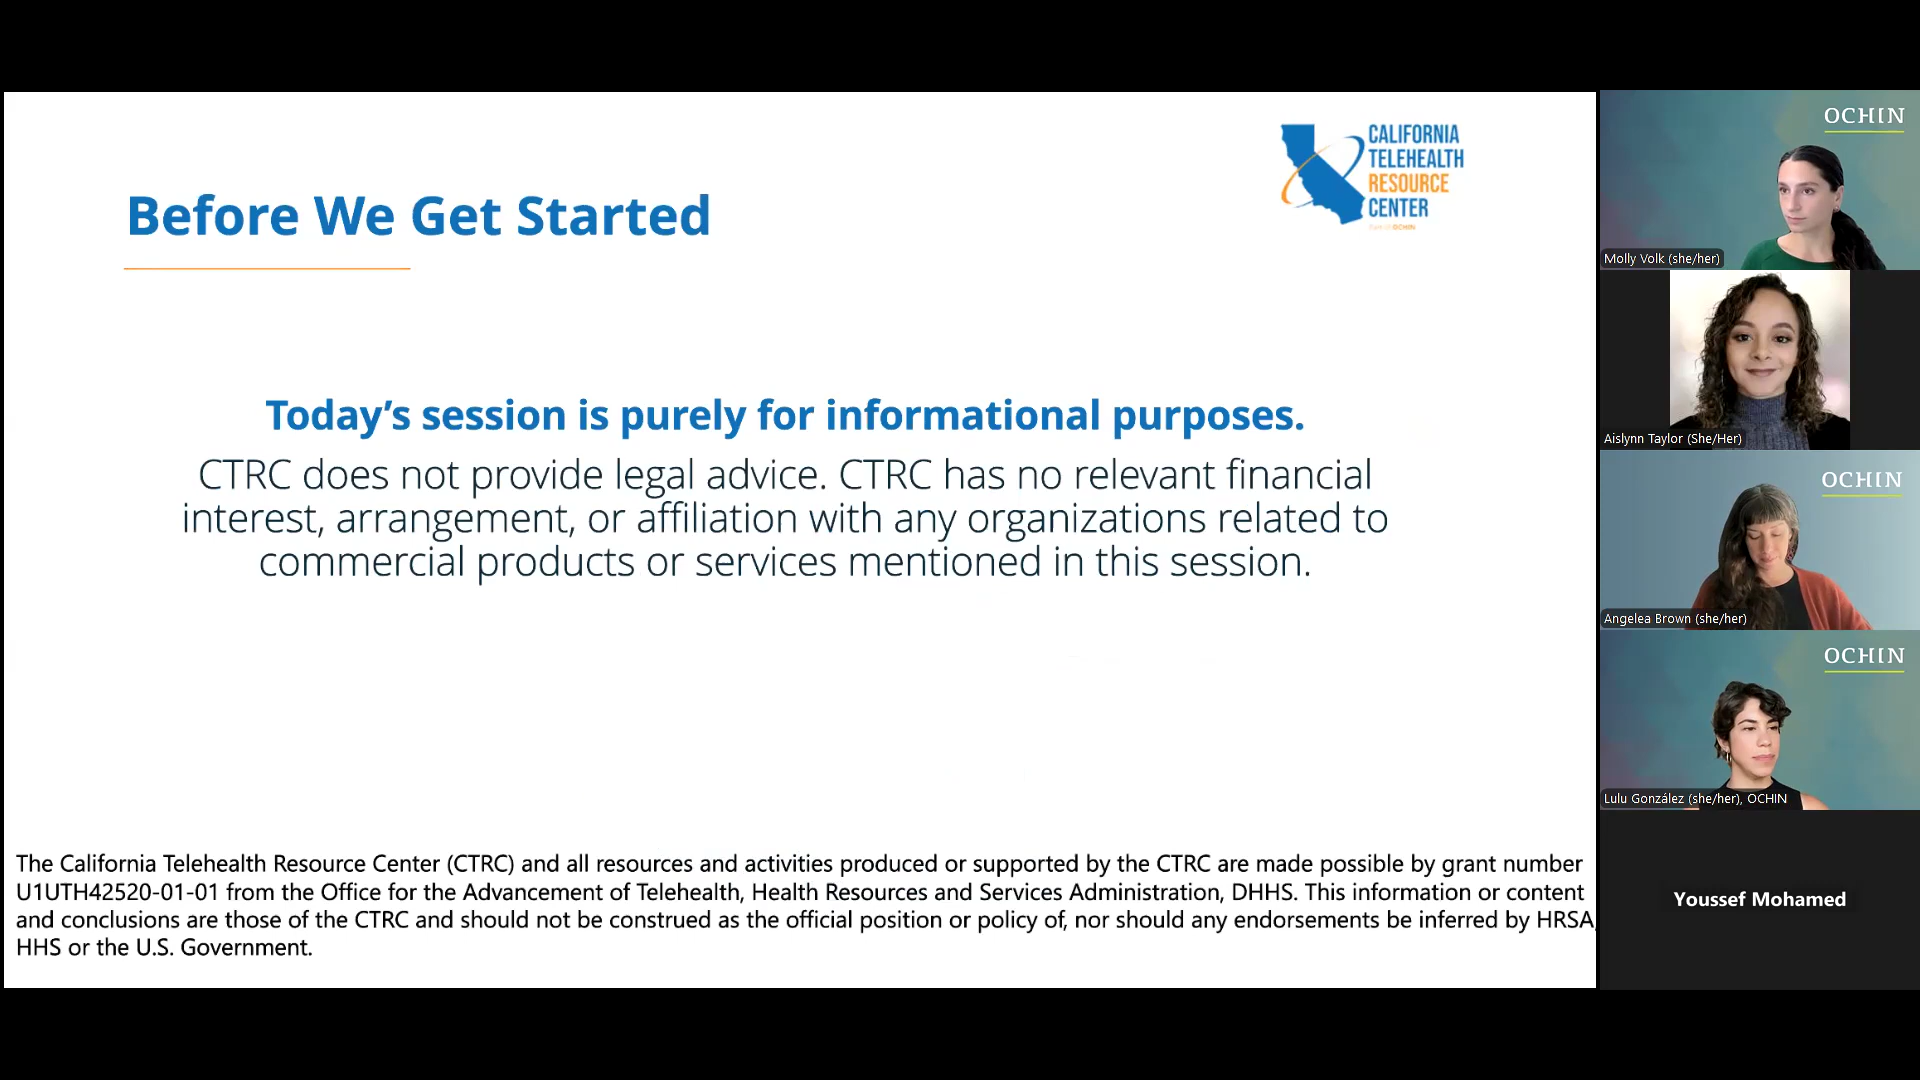 CALIFORNIA
TELEHEALTH
RESOURCE
CENTER
Before We Get Started
Today’s session is purely for informational purposes.
CTRC does not provide legal advice. CTRC has no relevant financial
interest, arrangement, or affiliation with any organizations related to
commercial products or services mentioned in this session.
The California Telehealth Resource Center (CTRC) and all resources and activities produced or supported by the CTRC are made possible by grant number
U1UTH42520-01-01 from the Office for the Advancement of Telehealth, Health Resources and Services Administration, DHHS. This information or content
and conclusions are those of the CTRC and should not be construed as the official position or policy of, nor should any endorsements be inferred by HRSA,
HHS or the U.S. Government.
OCHIN
Molly Volk (she/her)
Aislynn Taylor (She/Her)
OCHIN
Angelea Brown (she/her)
OCHIN
Lulu González (she/her), OCHIN
Youssef Mohamed